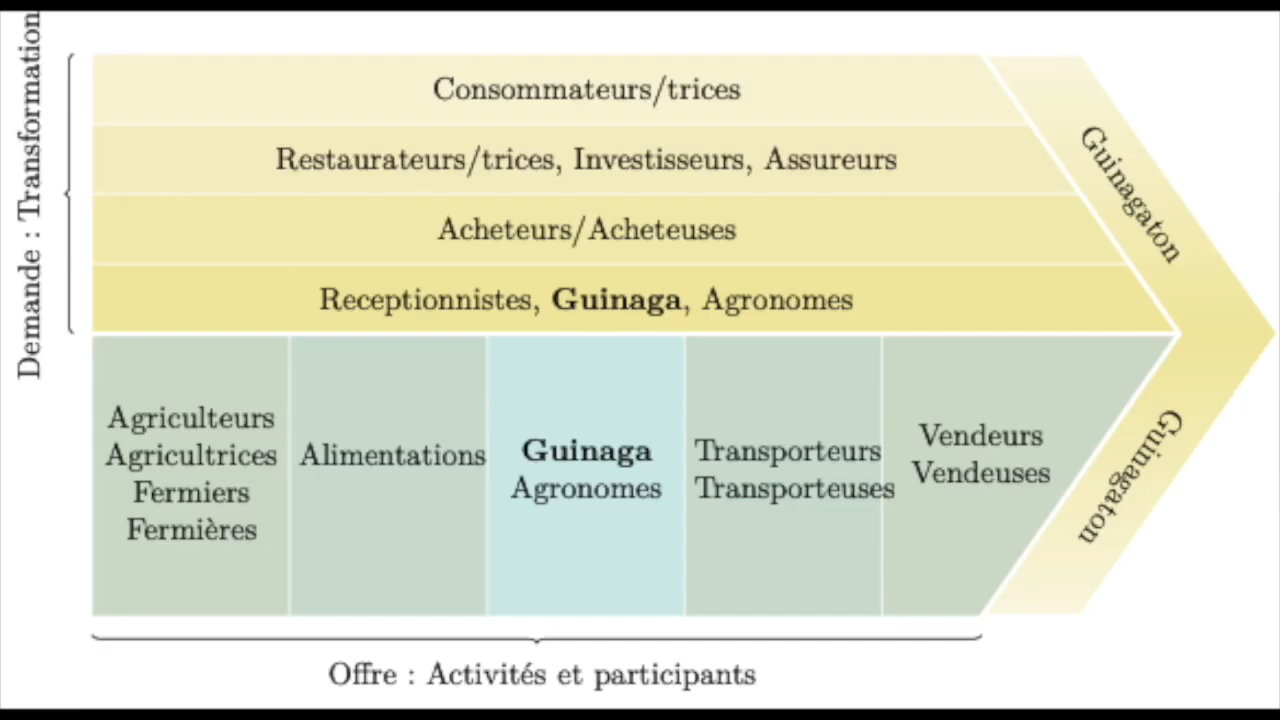 Demande : Transformation
Consommateurs/trices
Restaurateurs/trices, Investisseurs, Assureurs
Acheteurs/Acheteuses
Receptionnistes, Guinaga, Agronomes
Guinagaton
Agriculteurs
Agricultrices
Fermiers
Fermières
Alimentations
Guinaga
Agronomes
Transporteurs
Transporteuses
Vendeurs
Vendeuses
Guinagaton
Offre : Activités et participants